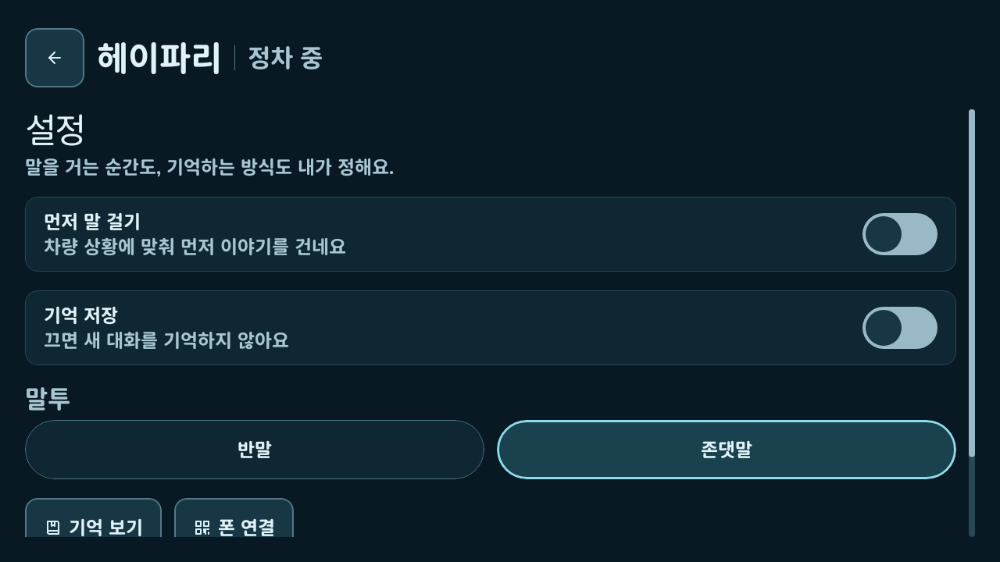 헤이파리
정차 중
설정
말을 거는 순간도, 기억하는 방식도 내가 정해요.
먼저 말 걸기
차량 상황에 맞춰 먼저 이야기를 건네요
기억 저장
끄면 새 대화를 기억하지 않아요
말투
반말
존댓말
기억 보기
폰 연결